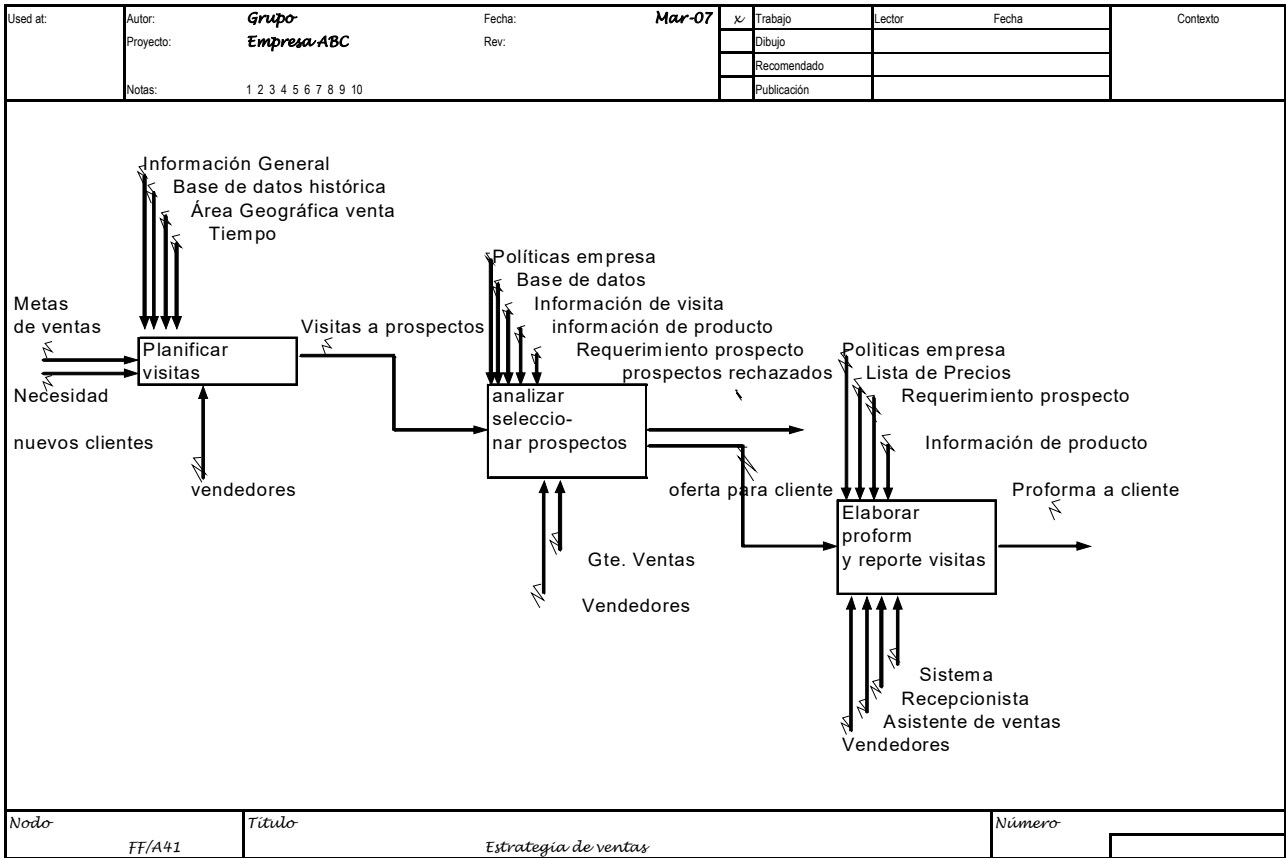 Used at:
Autor: Grupo Fecha: Mar-07
x Trabajo Lector Fecha Contexto
Proyecto: Empresa ABC Rev:
Dibujo
Recomendado
Notas: 1 2 3 4 5 6 7 8 9 10
Publicación
Información General
Base de datos histórica
Área Geográfica venta
Tiempo
Metas
de ventas
Necesidad
nuevos clientes
Planificar
visitas
vendedores
Visitas a prospectos
Políticas empresa
Base de datos
Información de visita
información de producto
Requerimiento prospecto
prospectos rechazados
analizar
seleccio-
nar prospectos
oferta para cliente
Gte. Ventas
Vendedores
Polìticas empresa
Lista de Precios
Requerimiento prospecto
Información de producto
Elaborar
proform
y reporte visitas
Proforma a cliente
Sistema
Recepcionista
Asistente de ventas
Vendedores
Nodo
FF/A41
Título
Estrategia de ventas
Número